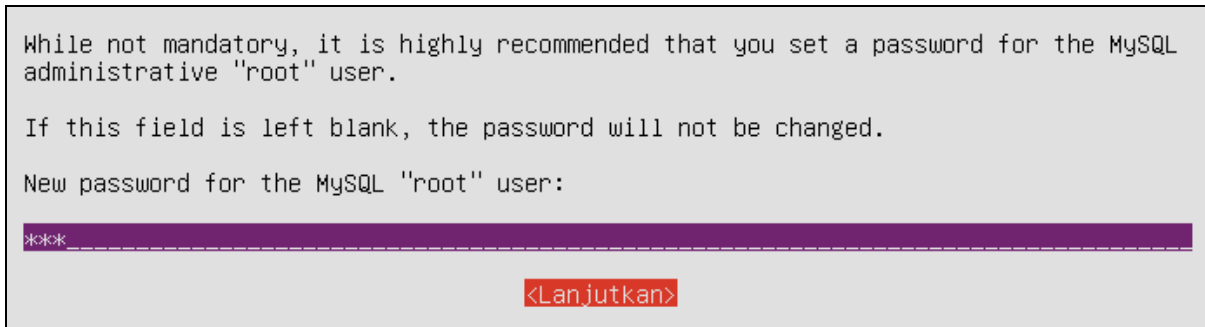 While not mandatory, it is highly recommended that you set a password for the MySQL
administrative "root" user.
If this field is left blank, the password will not be changed.
New password for the MySQL "root" user:
***
<Lanjutkan>